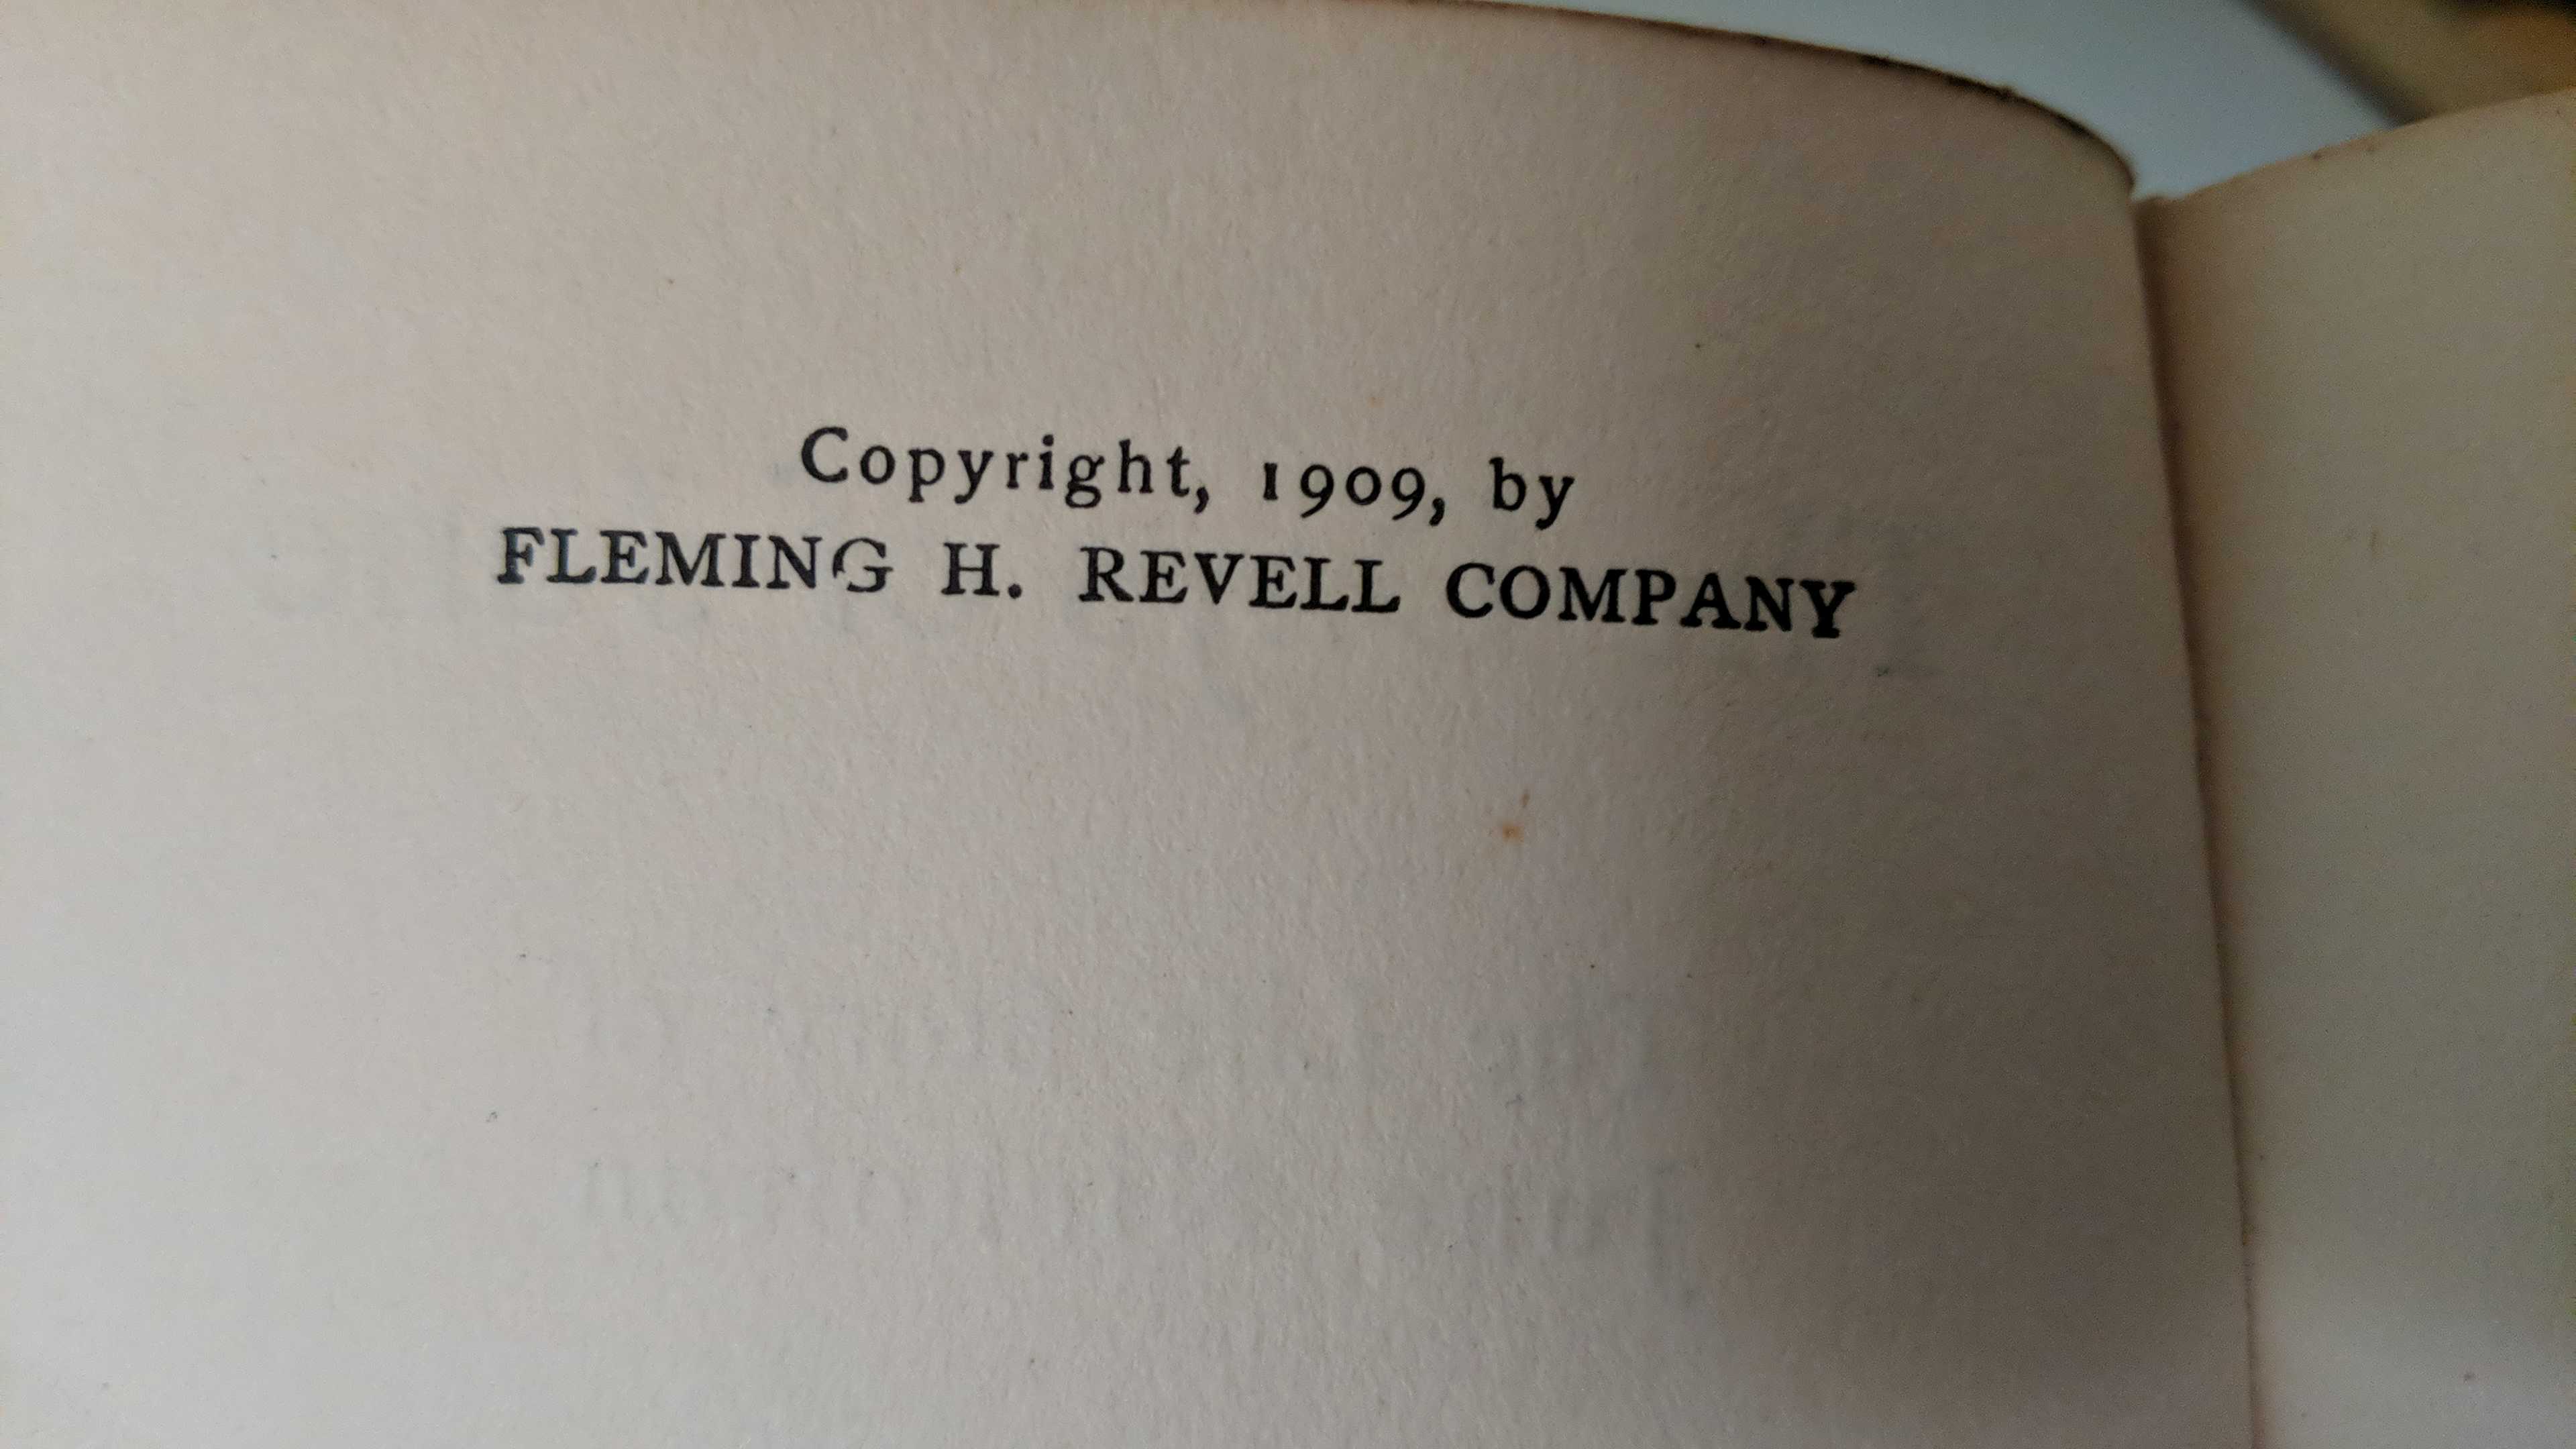 Copyright, 1909, by
FLEMING H. REVELL COMPANY